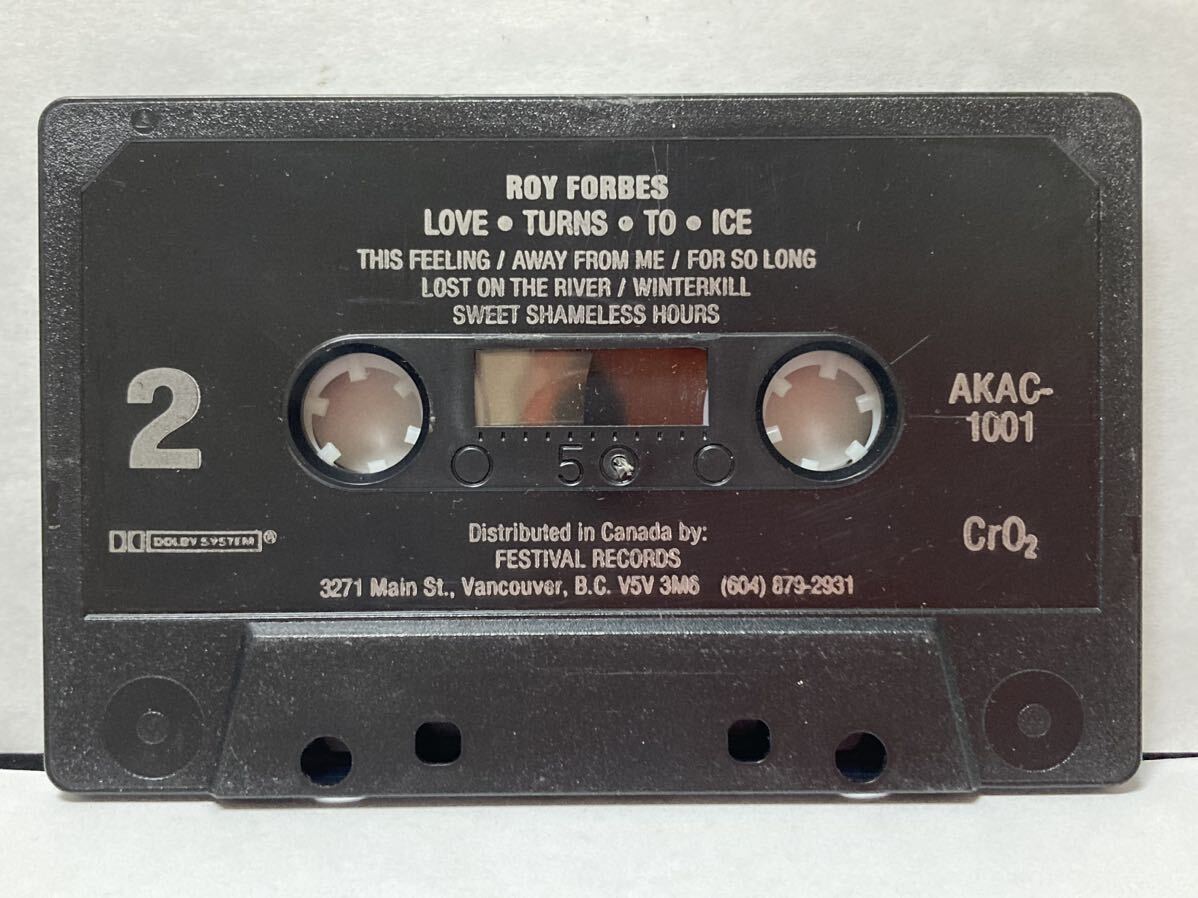 ROY FORBES
LOVE • TURNS • TO • ICE
THIS FEELING / AWAY FROM ME / FOR SO LONG
LOST ON THE RIVER / WINTERKILL
SWEET SHAMELESS HOURS
2
5
AKAC-
1001
DOLBY SYSTEM®
CrO₂
Distributed in Canada by:
FESTIVAL RECORDS
3271 Main St., Vancouver, B.C. V5V 3M6 (604) 879-2931